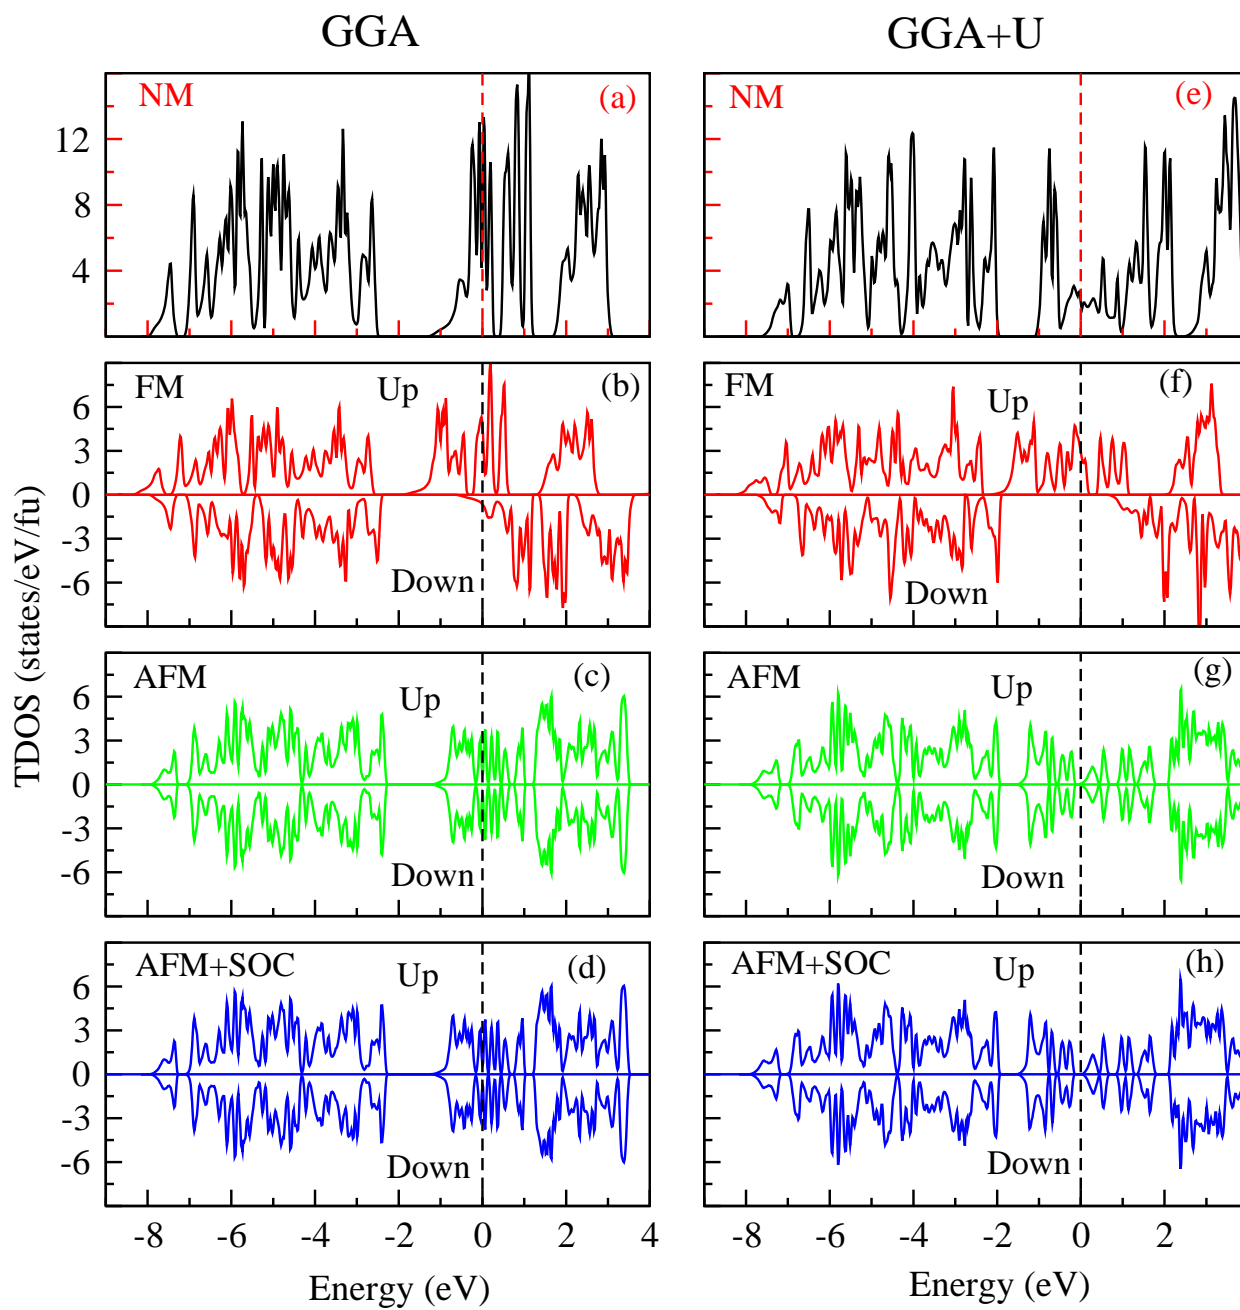 GGA
GGA+U
NM
(a)
NM
(e)
12
8
4
FM
Up
(b)
FM
Up
(f)
6
3
0
-3
-6
Down
Down
TDOS (states/eV/fu)
AFM
Up
(c)
AFM
Up
(g)
6
3
0
-3
-6
Down
Down
AFM+SOC
Up
(d)
AFM+SOC
Up
(h)
6
3
0
-3
-6
Down
Down
-8 -6 -4 -2 0 2 4
-8 -6 -4 -2 0 2
Energy (eV)
Energy (eV)